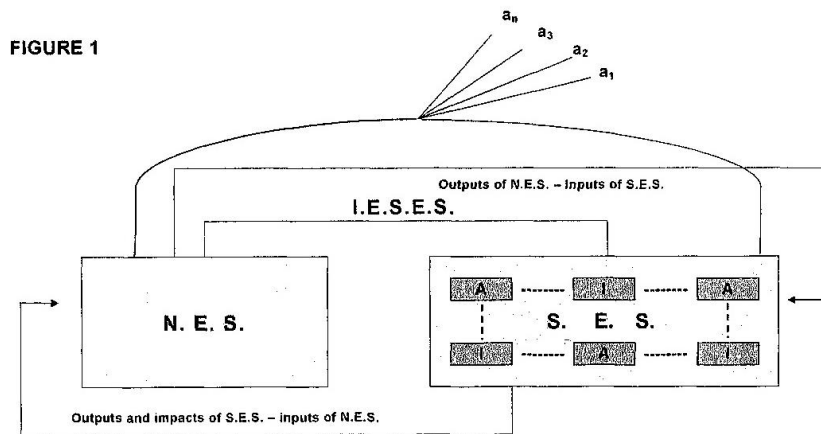 FIGURE 1
an
a3
a2
a1
Outputs of N.E.S. – Inputs of S.E.S.
I.E.S.E.S.
A I A
N. E. S.
S. E. S.
I A I
Outputs and impacts of S.E.S. – inputs of N.E.S.